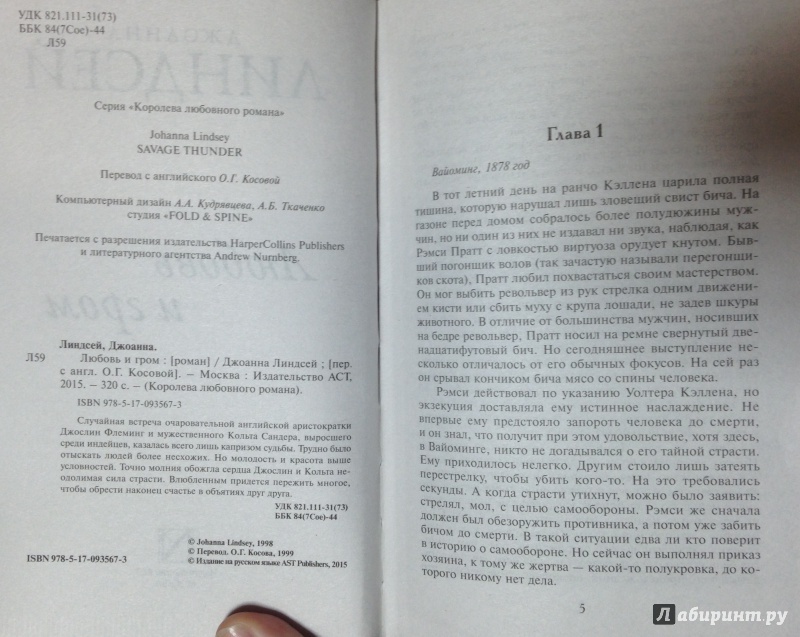 УДК 821.111-31(73)
ББК 84(7Сое)-44
Л59
ЛИНДСЕЙ
Серия «Королева любовного романа»
Johanna Lindsey
SAVAGE THUNDER
Перевод с английского О.Г. Косовой
Компьютерный дизайн А.А. Кудрявцева, А.Б. Ткаченко
студия «FOLD & SPINE»
Печатается с разрешения издательства HarperCollins Publishers
и литературного агентства Andrew Nurnberg.
и гром
Линдсей, Джоанна.
Л59 Любовь и гром : [роман] / Джоанна Линдсей ; [пер.
с англ. О.Г. Косовой]. – Москва : Издательство АСТ,
2015. – 320 с. – (Королева любовного романа).
ISBN 978-5-17-093567-3
Случайная встреча очаровательной английской аристократки
Джослин Флеминг и мужественного Кольта Сандера, выросшего
среди индейцев, казалась всего лишь капризом судьбы. Трудно было
отыскать людей более несхожих. Но молодость и красота выше
условностей. Точно молния обожгла сердца Джослин и Кольта не-
одолимая сила страсти. Влюбленным придется пережить многое,
чтобы обрести наконец счастье в объятиях друг друга.
УДК 821.111-31(73)
ББК 84(7Сое)-44
© Johanna Lindsey, 1998
© Перевод. О.Г. Косова, 1999
ISBN 978-5-17-093567-3 © Издание на русском языке AST Publishers, 2015
Глава 1
Вайоминг, 1878 год
В тот летний день на ранчо Кэллена царила полная
тишина, которую нарушал лишь зловещий свист бича. На
газоне перед домом собралось более полудюжины муж-
чин, но ни один из них не издавал ни звука, наблюдая, как
Рэмси Пратт с ловкостью виртуоза орудует кнутом. Быв-
ший погонщик волов (так зачастую называли перегонщи-
ков скота), Пратт любил похвастаться своим мастерством.
Он мог выбить револьвер из рук стрелка одним движени-
ем кисти или сбить муху с крупа лошади, не задев шкуры
животного. В отличие от большинства мужчин, носивших
на бедре револьвер, Пратт носил на ремне свернутый две-
надцатифутовый бич. Но сегодняшнее выступление не-
сколько отличалось от его обычных фокусов. На сей раз
он срывал кончиком бича мясо со спины человека.
Рэмси действовал по указанию Уолтера Кэллена, но
экзекуция доставляла ему истинное наслаждение. Не
впервые ему предстояло запороть человека до смерти,
и он знал, что получит при этом удовольствие, хотя здесь,
в Вайоминге, никто не догадывался о его тайной страсти.
Ему приходилось нелегко. Другим стоило лишь затеять
перестрелку, чтобы убить кого-то. На это требовались
секунды. А когда страсти утихнут, можно было заявить:
стрелял, мол, с целью самообороны. Рэмси же сначала
должен был обезоружить противника, а потом уже забить
бичом до смерти. В такой ситуации едва ли кто поверит
в историю о самообороне. Но сейчас он выполнял приказ
хозяина, к тому же жертва — какой-то полукровка, до ко-
торого никому нет дела.
5
Лабиринт.ру